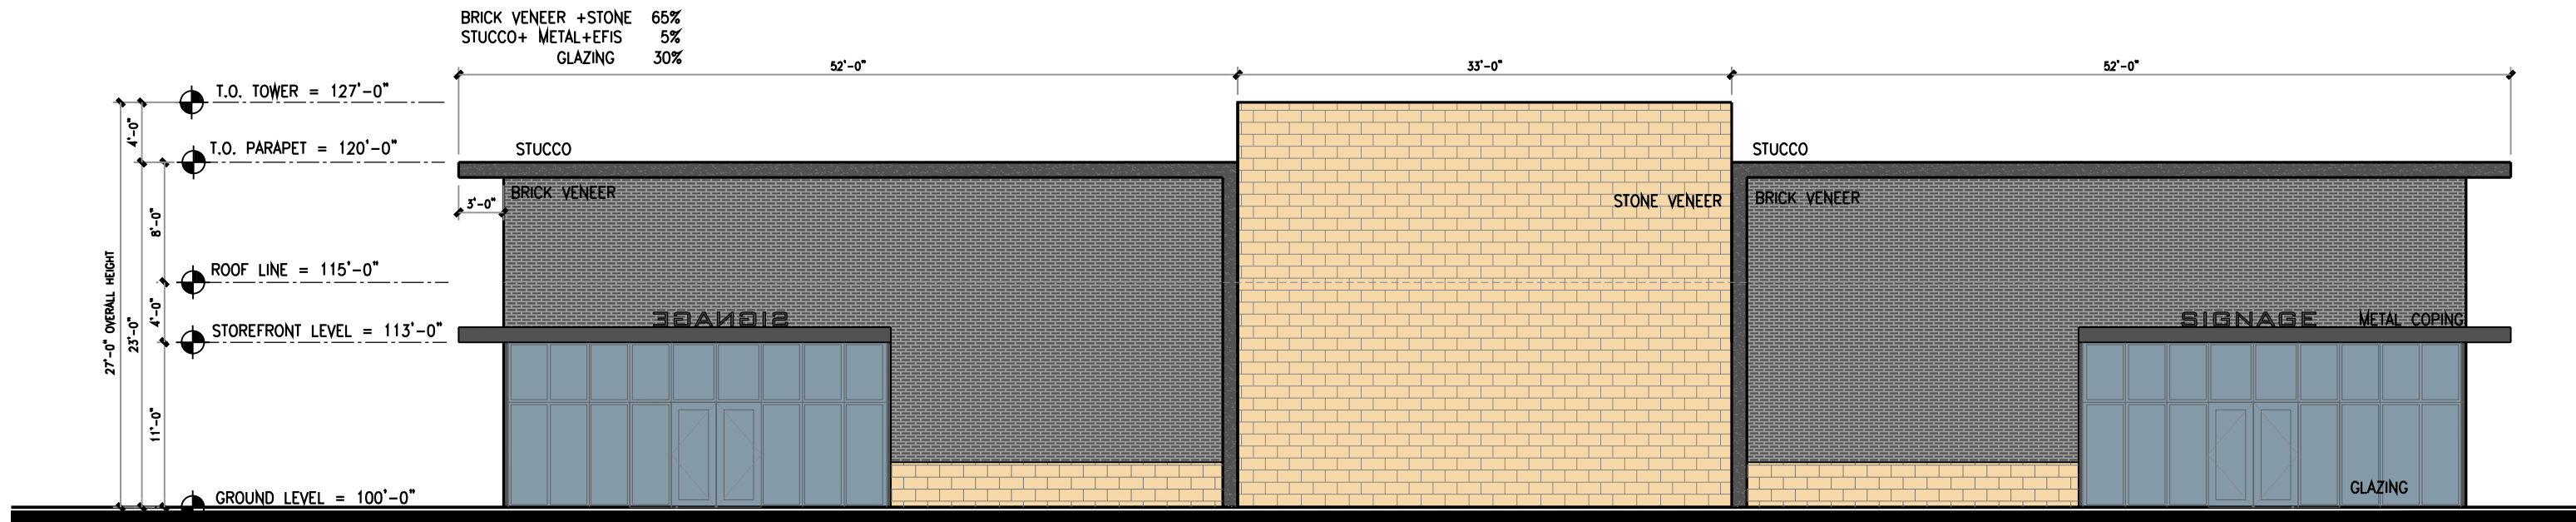 BRICK VENEER +STONE 65%
STUCCO+ METAL+EFIS 5%
GLAZING 30%
52'-0"
33'-0"
52'-0"
T.O. TOWER = 127'-0"
4'-0"
T.O. PARAPET = 120'-0"
STUCCO
STUCCO
BRICK VENEER
3'-0"
STONE VENEER
BRICK VENEER
8'-0"
ROOF LINE = 115'-0"
27'-0" OVERALL HEIGHT
23'-0"
4'-0"
STOREFRONT LEVEL = 113'-0"
SIGNAGE
SIGNAGE
METAL COPING
11'-0"
GROUND LEVEL = 100'-0"
GLAZING